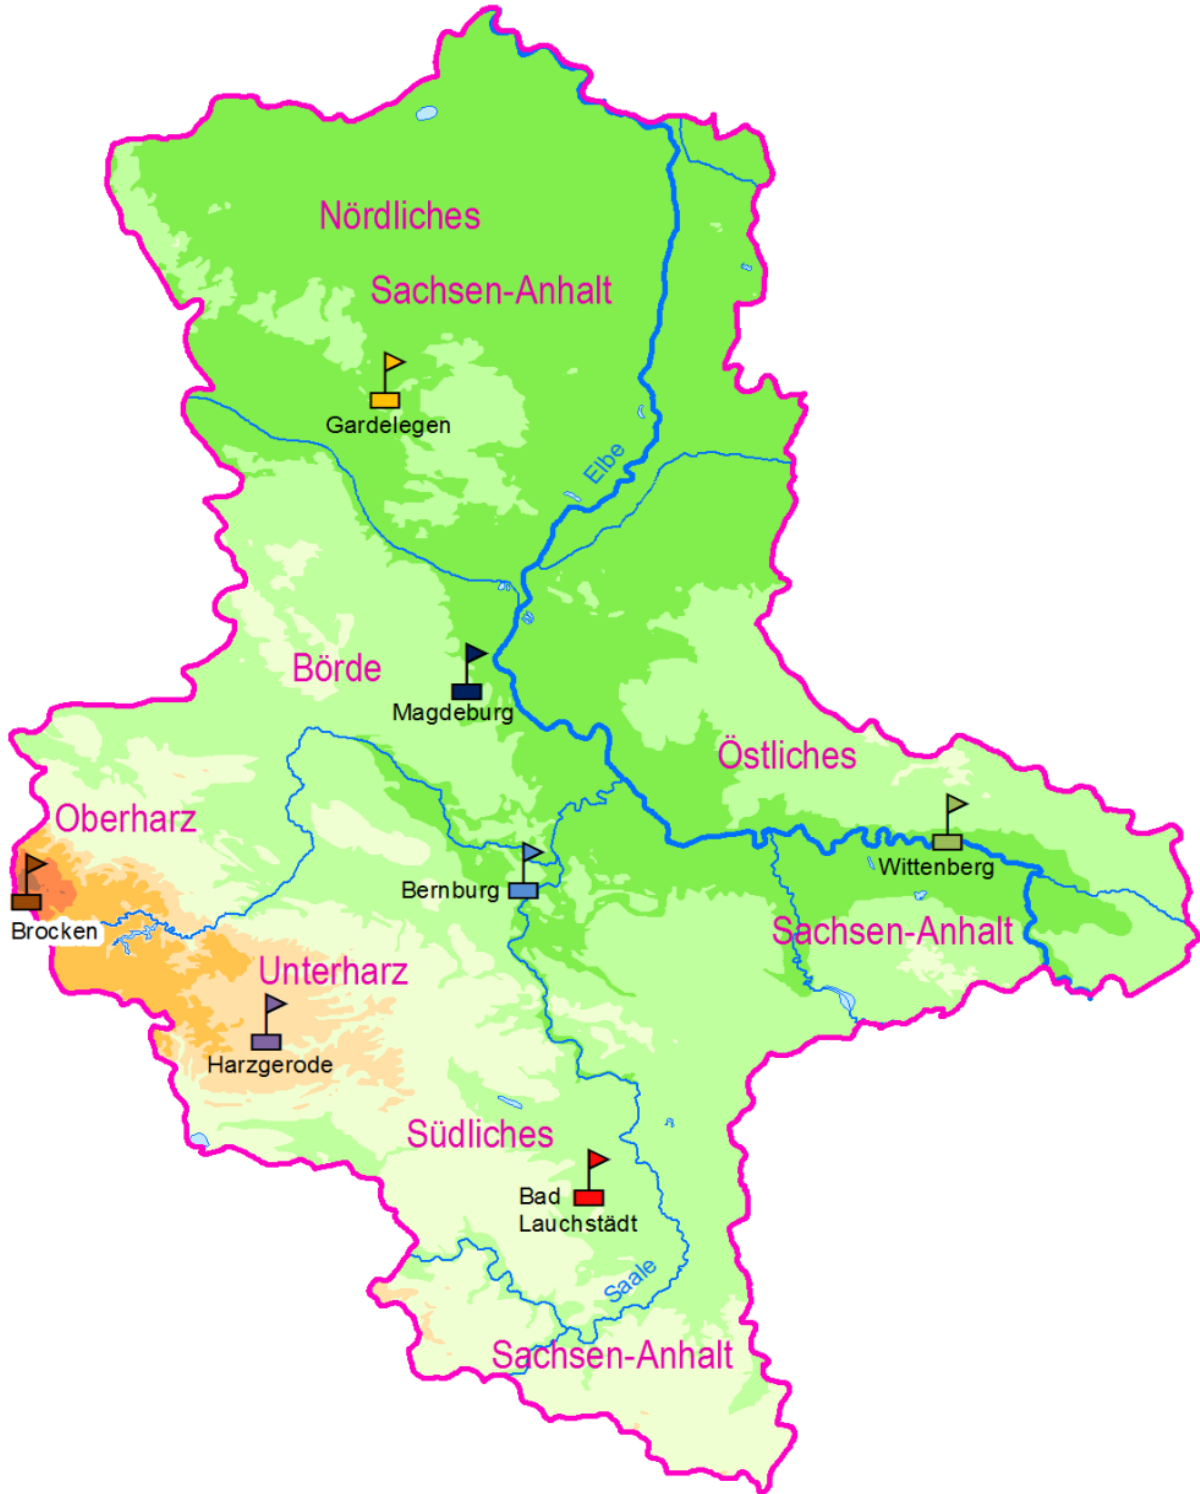 Nördliches
Sachsen-Anhalt
Gardelegen
Elbe
Börde
Magdeburg
Östliches
Oberharz
Wittenberg
Bernburg
Brocken
Sachsen-Anhalt
Unterharz
Harzgerode
Südliches
Bad
Lauchstädt
Saale
Sachsen-Anhalt